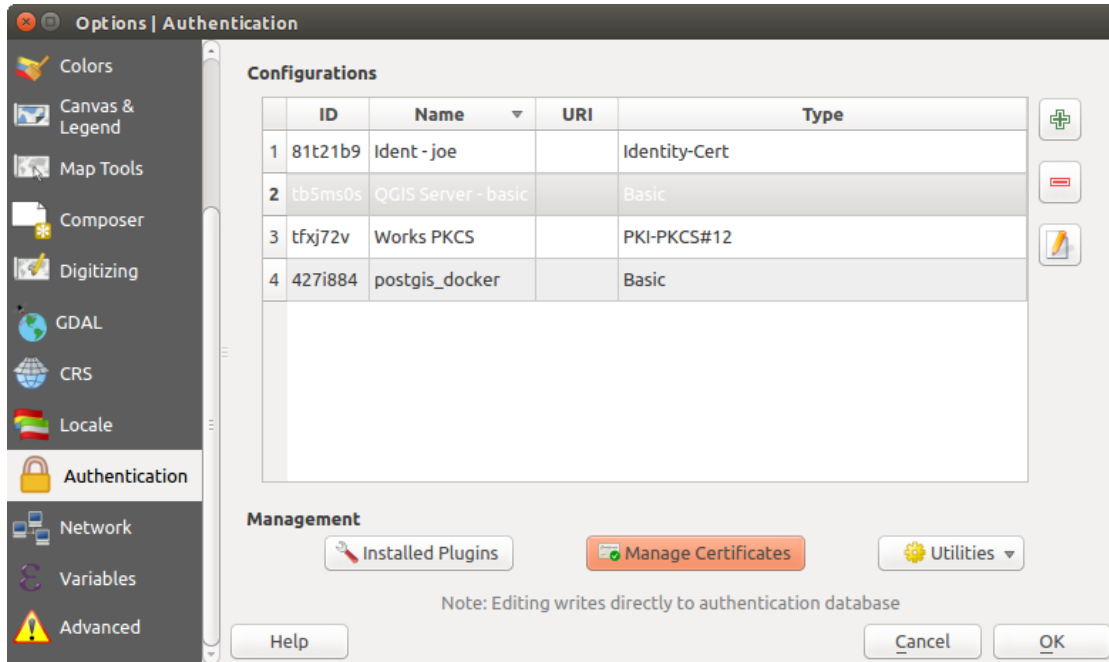 Options | Authentication
Colors
Canvas &
Legend
Map Tools
Composer
Digitizing
GDAL
CRS
Locale
Authentication
Network
Variables
Advanced
Configurations
ID Name URI Type
1 81t21b9 Ident - joe Identity-Cert
2 tb5ms0s QGIS Server - basic Basic
3 tfxj72v Works PKCS PKI-PKCS#12
4 427i884 postgis_docker Basic
Management
Installed Plugins Manage Certificates Utilities
Note: Editing writes directly to authentication database
Help Cancel OK